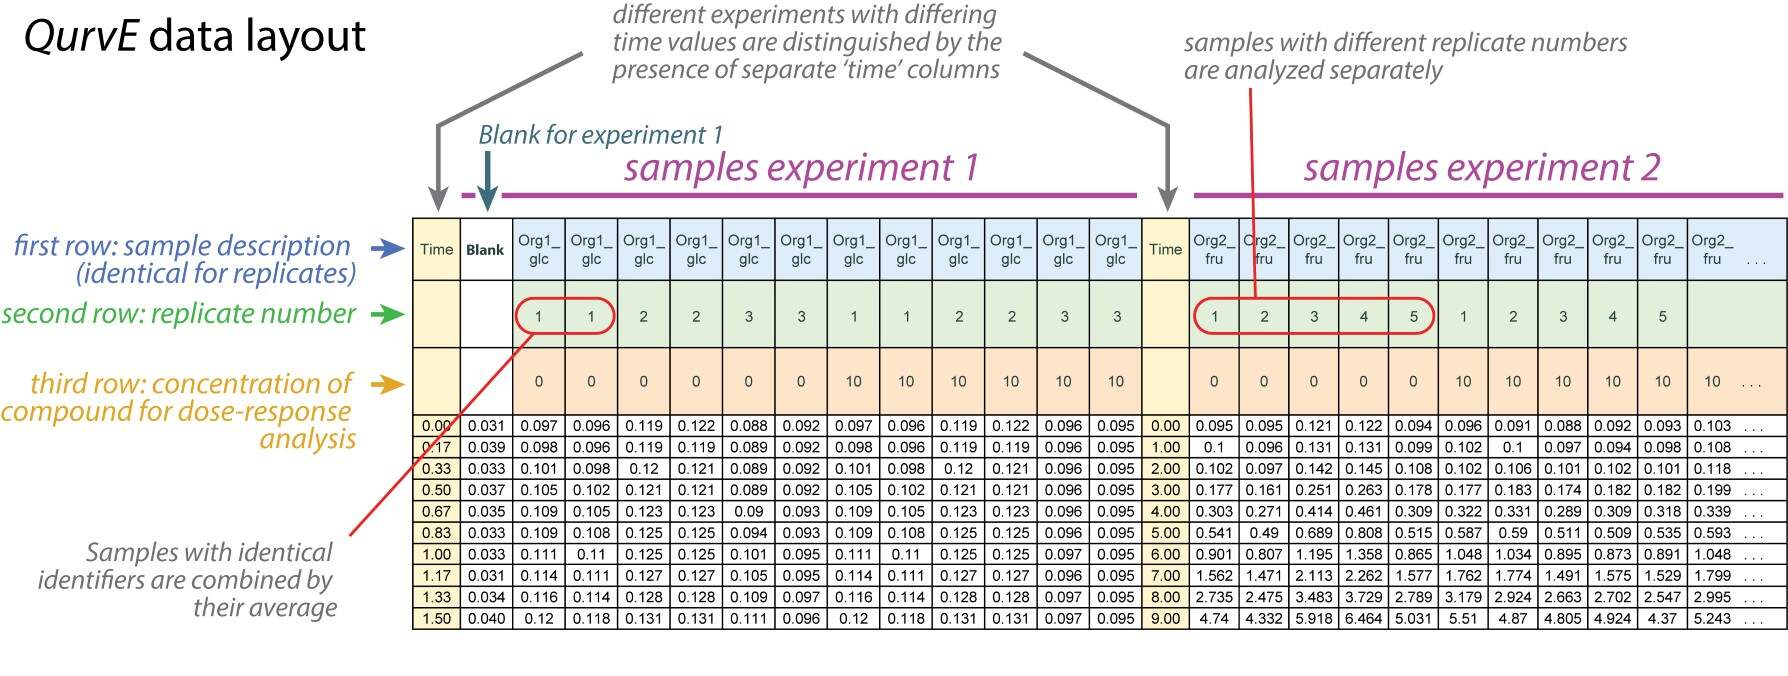 QurvE data layout
different experiments with differing
time values are distinguished by the
presence of separate ‘time’ columns
samples with different replicate numbers
are analyzed separately
Blank for experiment 1
samples experiment 1
samples experiment 2
first row: sample description
(identical for replicates)
second row: replicate number
third row: concentration of
compound for dose-response
analysis
Samples with identical
identifiers are combined by
their average
Time Blank Org1_ Org1_ Org1_ Org1_ Org1_ Org1_ Org1_ Org1_ Org1_ Org1_ Org1_ Org1_ Time Org2_ Org2_ Org2_ Org2_ Org2_ Org2_ Org2_ Org2_ Org2_ Org2_ Org2_
glc glc glc glc glc glc glc glc glc glc glc glc fru fru fru fru fru fru fru fru fru fru fru . . .
1 1 2 2 3 3 1 1 2 2 3 3 1 2 3 4 5 1 2 3 4 5
0 0 0 0 0 0 10 10 10 10 10 10 0 0 0 0 0 10 10 10 10 10 10 . . .
0.00 0.031 0.097 0.096 0.119 0.122 0.088 0.092 0.097 0.096 0.119 0.122 0.096 0.095 0.00 0.095 0.095 0.121 0.122 0.094 0.096 0.091 0.088 0.092 0.093 0.103 . . .
0.17 0.039 0.098 0.096 0.119 0.119 0.089 0.092 0.098 0.096 0.119 0.119 0.096 0.095 1.00 0.1 0.096 0.131 0.131 0.099 0.102 0.1 0.097 0.094 0.098 0.108 . . .
0.33 0.033 0.101 0.098 0.12 0.121 0.089 0.092 0.101 0.098 0.12 0.121 0.096 0.095 2.00 0.102 0.097 0.142 0.145 0.108 0.102 0.106 0.101 0.102 0.101 0.118 . . .
0.50 0.037 0.105 0.102 0.121 0.121 0.089 0.092 0.105 0.102 0.121 0.121 0.096 0.095 3.00 0.177 0.161 0.251 0.263 0.178 0.177 0.183 0.174 0.182 0.182 0.199 . . .
0.67 0.035 0.109 0.105 0.123 0.123 0.09 0.093 0.109 0.105 0.123 0.123 0.096 0.095 4.00 0.303 0.271 0.414 0.461 0.309 0.322 0.331 0.289 0.309 0.318 0.339 . . .
0.83 0.033 0.109 0.108 0.125 0.125 0.094 0.093 0.109 0.108 0.125 0.125 0.096 0.095 5.00 0.541 0.49 0.689 0.808 0.515 0.587 0.59 0.511 0.509 0.535 0.593 . . .
1.00 0.033 0.111 0.11 0.125 0.125 0.101 0.095 0.111 0.11 0.125 0.125 0.097 0.095 6.00 0.901 0.807 1.195 1.358 0.865 1.048 1.034 0.895 0.873 0.891 1.048 . . .
1.17 0.031 0.114 0.111 0.127 0.127 0.105 0.095 0.114 0.111 0.127 0.127 0.096 0.095 7.00 1.562 1.471 2.113 2.262 1.577 1.762 1.774 1.491 1.575 1.529 1.799 . . .
1.33 0.034 0.116 0.114 0.128 0.128 0.109 0.097 0.116 0.114 0.128 0.128 0.097 0.095 8.00 2.735 2.475 3.483 3.729 2.789 3.179 2.924 2.663 2.702 2.547 2.995 . . .
1.50 0.040 0.12 0.118 0.131 0.131 0.111 0.096 0.12 0.118 0.131 0.131 0.097 0.095 9.00 4.74 4.332 5.918 6.464 5.031 5.51 4.87 4.805 4.924 4.37 5.243 . . .